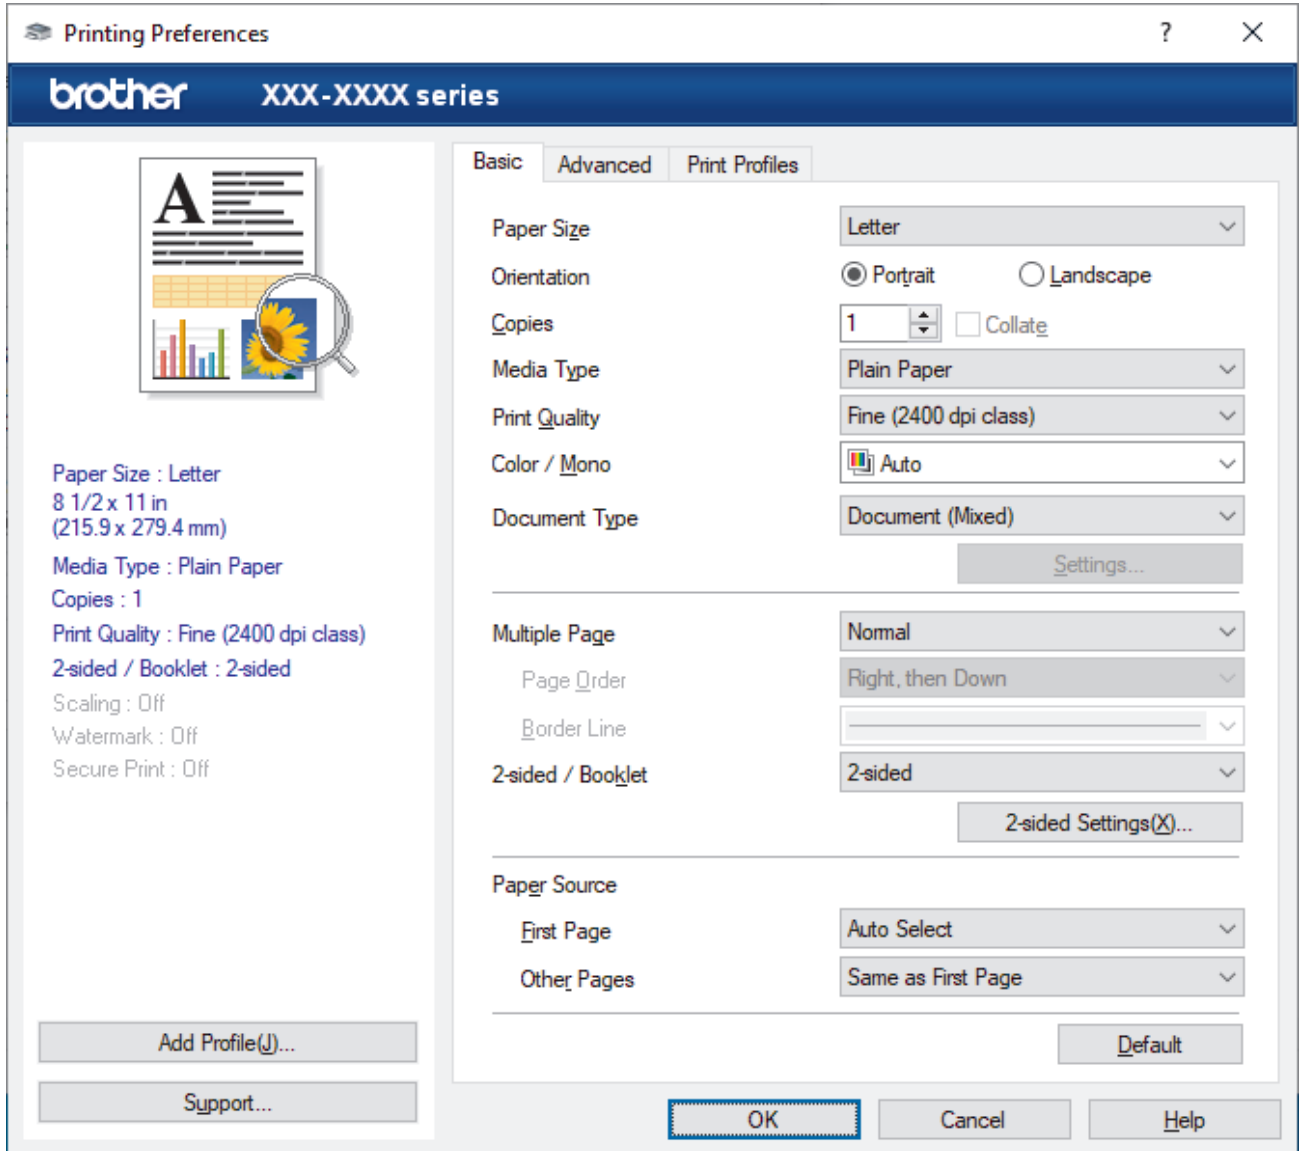 Printing Preferences
?
brother XXX-XXXX series
A
Paper Size : Letter
8 1/2 x 11 in
(215.9 x 279.4 mm)
Media Type : Plain Paper
Copies : 1
Print Quality : Fine (2400 dpi class)
2-sided / Booklet : 2-sided
Scaling : Off
Watermark : Off
Secure Print : Off
Add Profile(J)...
Support...
Basic Advanced Print Profiles
Paper Size Letter
Orientation Portrait Landscape
Copies 1 Collate
Media Type Plain Paper
Print Quality Fine (2400 dpi class)
Color / Mono Auto
Document Type Document (Mixed)
Settings...
Multiple Page Normal
Page Order Right, then Down
Border Line
2-sided / Booklet 2-sided
2-sided Settings(X)...
Paper Source
First Page Auto Select
Other Pages Same as First Page
Default
OK Cancel Help